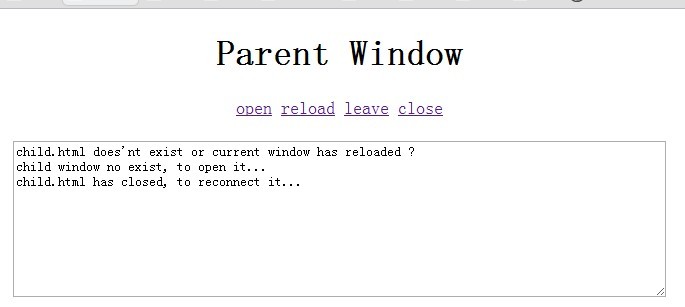 Parent Window
open reload leave close
child.html does'nt exist or current window has reloaded ?
child window no exist, to open it...
child.html has closed, to reconnect it...